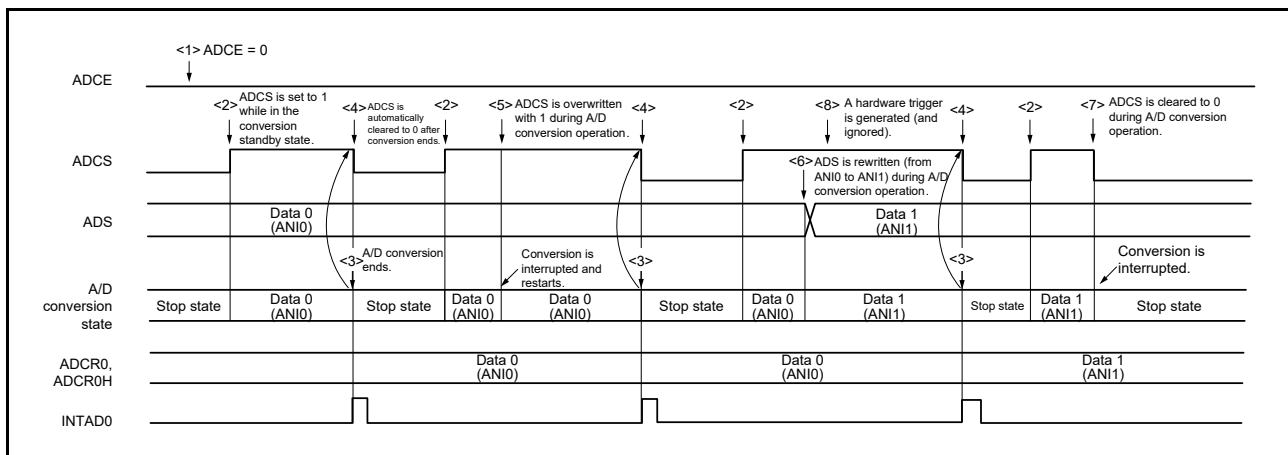 <1> ADCE = 0
ADCE
<2> ADCS is set to 1
while in the
conversion
standby state.
<4> ADCS is
automatically
cleared to 0 after
conversion ends.
<2>
<5> ADCS is overwritten
with 1 during A/D
conversion operation.
<4>
<2>
<8> A hardware trigger
is generated (and
ignored).
<4>
<2>
<7> ADCS is cleared to 0
during A/D conversion
operation.
ADCS
<6> ADS is rewritten (from
ANI0 to ANI1) during A/D
conversion operation.
ADS
Data 0
(ANI0)
Data 1
(ANI1)
<3> A/D conversion
ends.
Conversion is
interrupted and
restarts.
<3>
<3>
Conversion is
interrupted.
A/D
conversion
state
Stop state
Data 0
(ANI0)
Stop state
Data 0
(ANI0)
Data 0
(ANI0)
Stop state
Data 0
(ANI0)
Data 1
(ANI1)
Stop state
Data 1
(ANI1)
Stop state
ADCR0,
ADCR0H
Data 0
(ANI0)
Data 0
(ANI0)
Data 1
(ANI1)
INTAD0